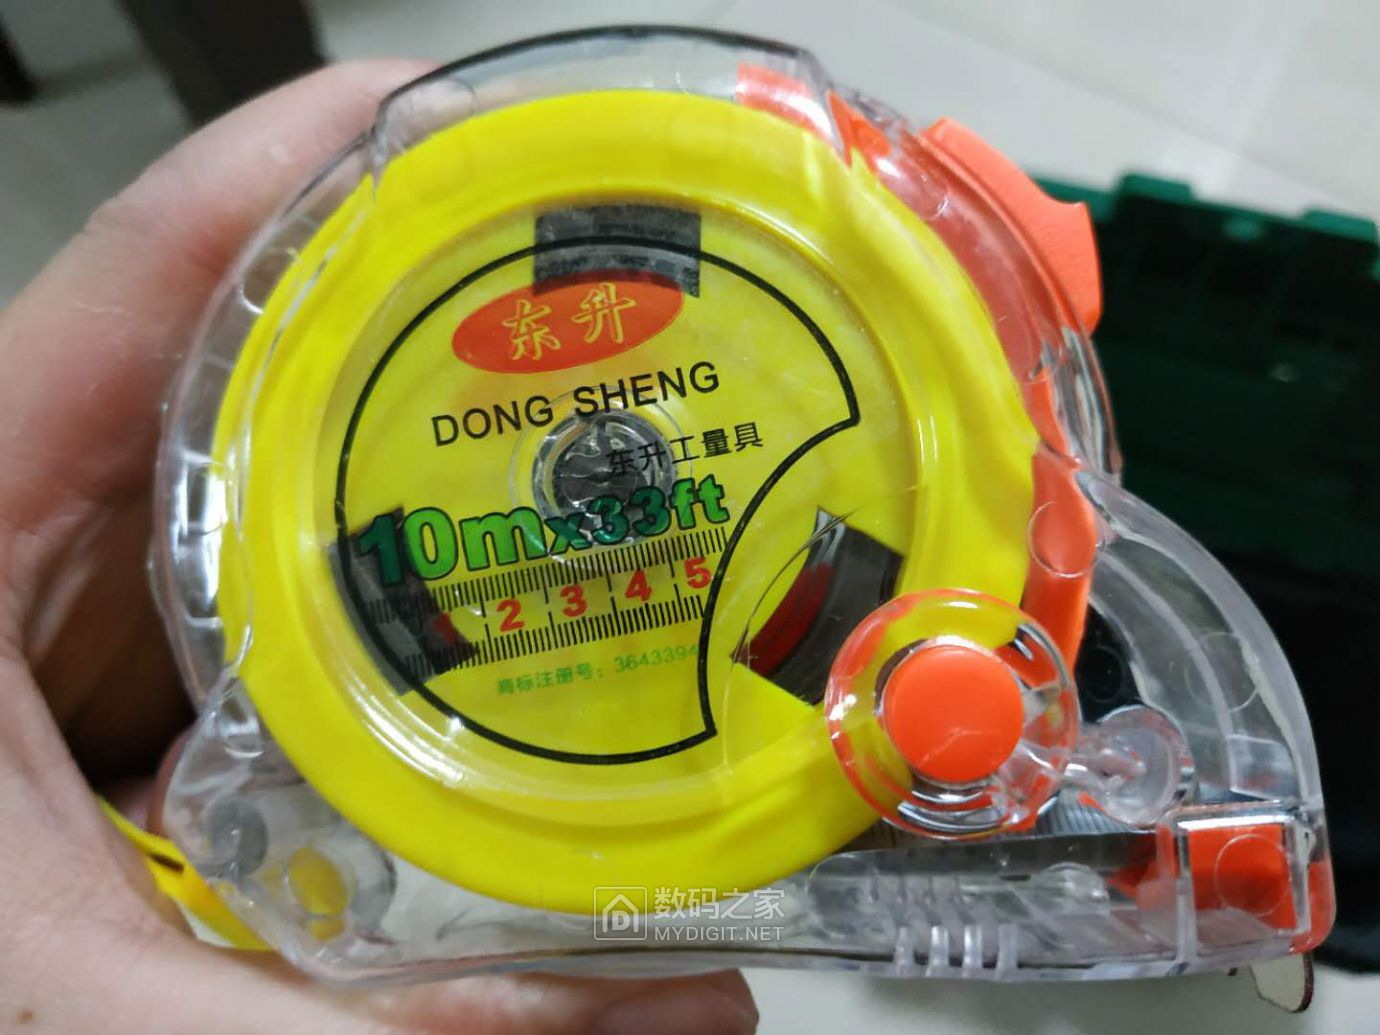 东升
DONG SHENG
东升工量具
10mx33ft
1 2 3 4 5
商标注册号：3643394
数码之家
MYDIGIT.NET